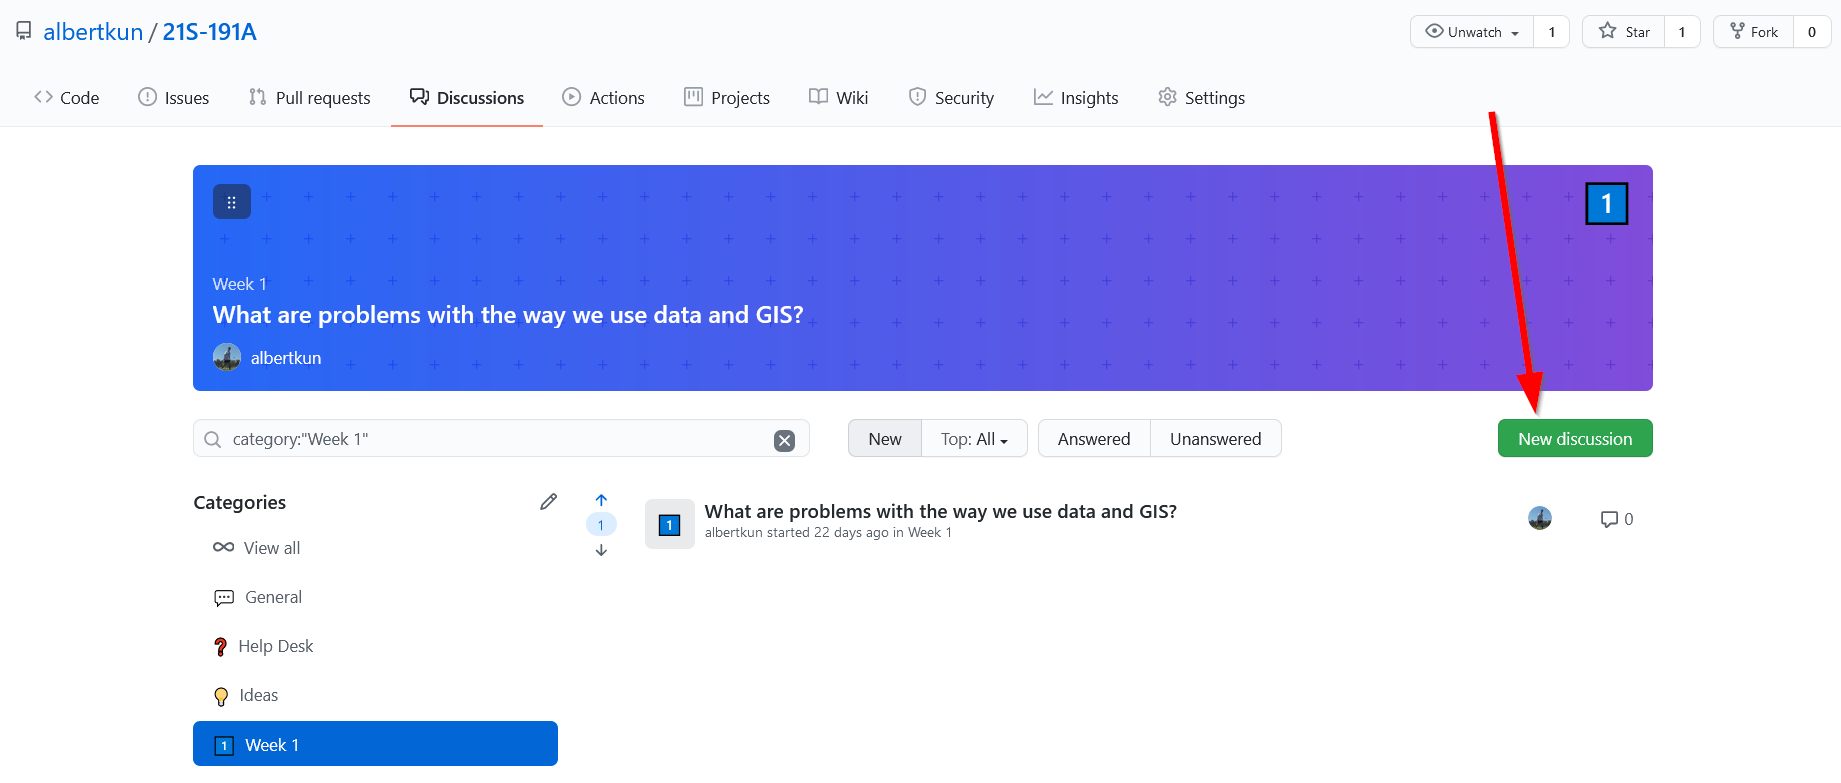 albertkun / 21S-191A
Unwatch 1 Star 1 Fork 0
Code Issues Pull requests Discussions Actions Projects Wiki Security Insights Settings
1
Week 1
What are problems with the way we use data and GIS?
albertkun
category:"Week 1" New Top: All Answered Unanswered New discussion
Categories
View all
General
Help Desk
Ideas
1 Week 1
1
1
What are problems with the way we use data and GIS?
albertkun started 22 days ago in Week 1
0